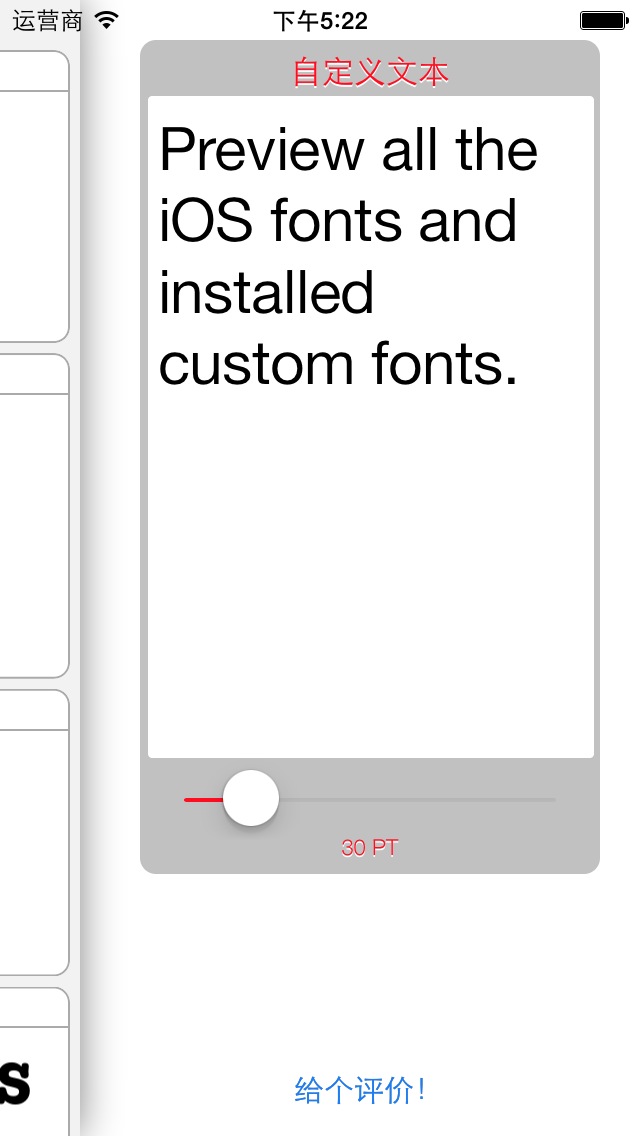 运营商 下午5:22
自定义文本
Preview all the
iOS fonts and
installed
custom fonts.
30 PT
s
给个评价！